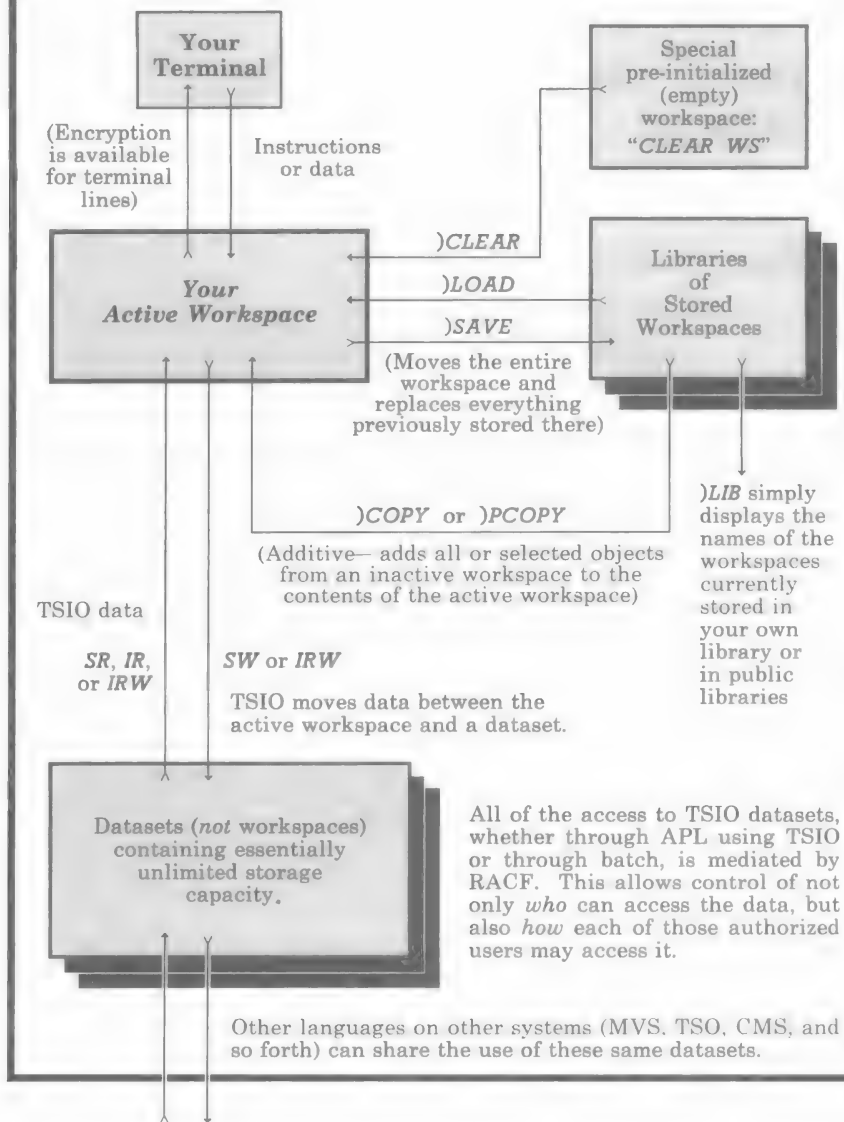 Your
Terminal
Special
pre-initialized
(empty)
workspace:
“CLEAR WS”
(Encryption
is available
for terminal
lines)
Instructions
or data
Your
Active Workspace
)CLEAR
)LOAD
)SAVE
(Moves the entire
workspace and
replaces everything
previously stored there)
Libraries
of
Stored
Workspaces
)COPY or )PCOPY
(Additive— adds all or selected objects
from an inactive workspace to the
contents of the active workspace)
)LIB simply
displays the
names of the
workspaces
currently
stored in
your own
library or
in public
libraries
TSIO data
SR, IR,
or IRW
SW or IRW
TSIO moves data between the
active workspace and a dataset.
Datasets (not workspaces)
containing essentially
unlimited storage
capacity.
All of the access to TSIO datasets,
whether through APL using TSIO
or through batch, is mediated by
RACF. This allows control of not
only who can access the data, but
also how each of those authorized
users may access it.
Other languages on other systems (MVS, TSO, CMS, and
so forth) can share the use of these same datasets.